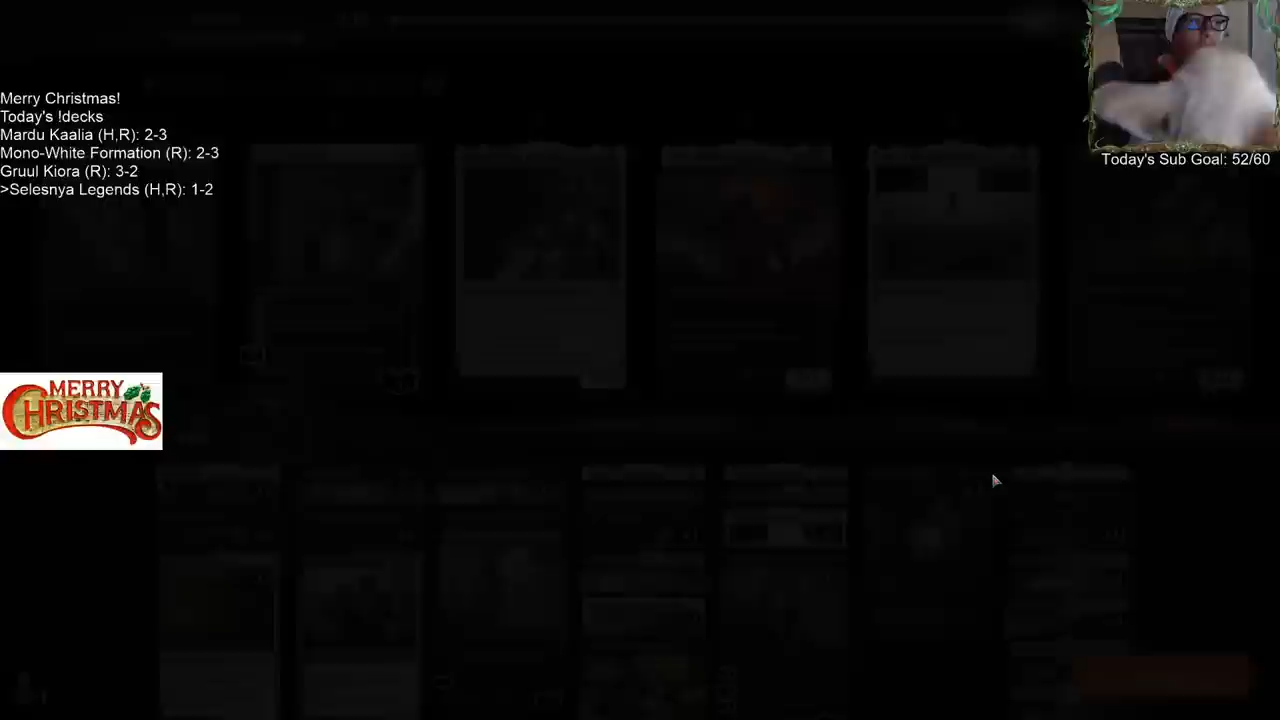 Merry Christmas!
Today's !decks
Mardu Kaalia (H,R): 2-3
Mono-White Formation (R): 2-3
Gruul Kiora (R): 3-2
>Selesnya Legends (H,R): 1-2
Today's Sub Goal: 52/60
MERRY
CHRISTMAS